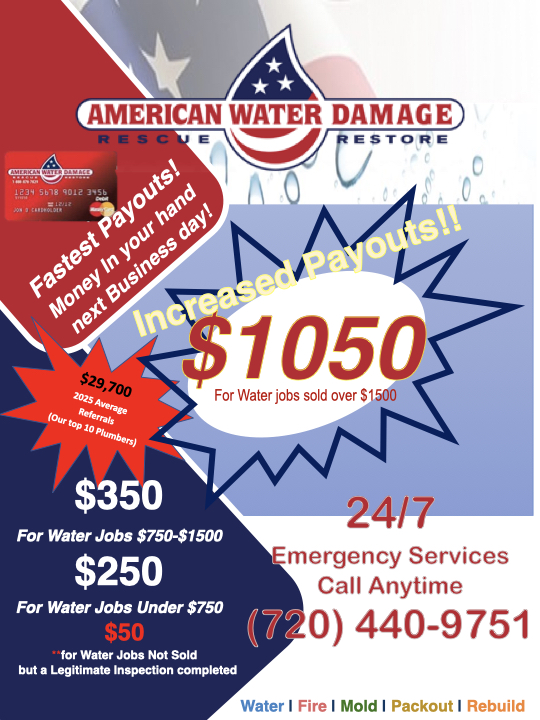 AMERICAN WATER DAMAGE
RESCUE RESTORE
AMERICAN WATER DAMAGE
1234 5678 9012 3456
12/12
Debit
JON D CARDHOLDER
Fastest Payouts!
Money In your hand
next Business day!
Increased Payouts!!
$1050
For Water jobs sold over $1500
$29,700
2025 Average
Referrals
(Our top 10 Plumbers)
$350
For Water Jobs $750-$1500
$250
For Water Jobs Under $750
$50
**for Water Jobs Not Sold
but a Legitimate Inspection completed
24/7
Emergency Services
Call Anytime
(720) 440-9751
Water I Fire I Mold I Packout I Rebuild